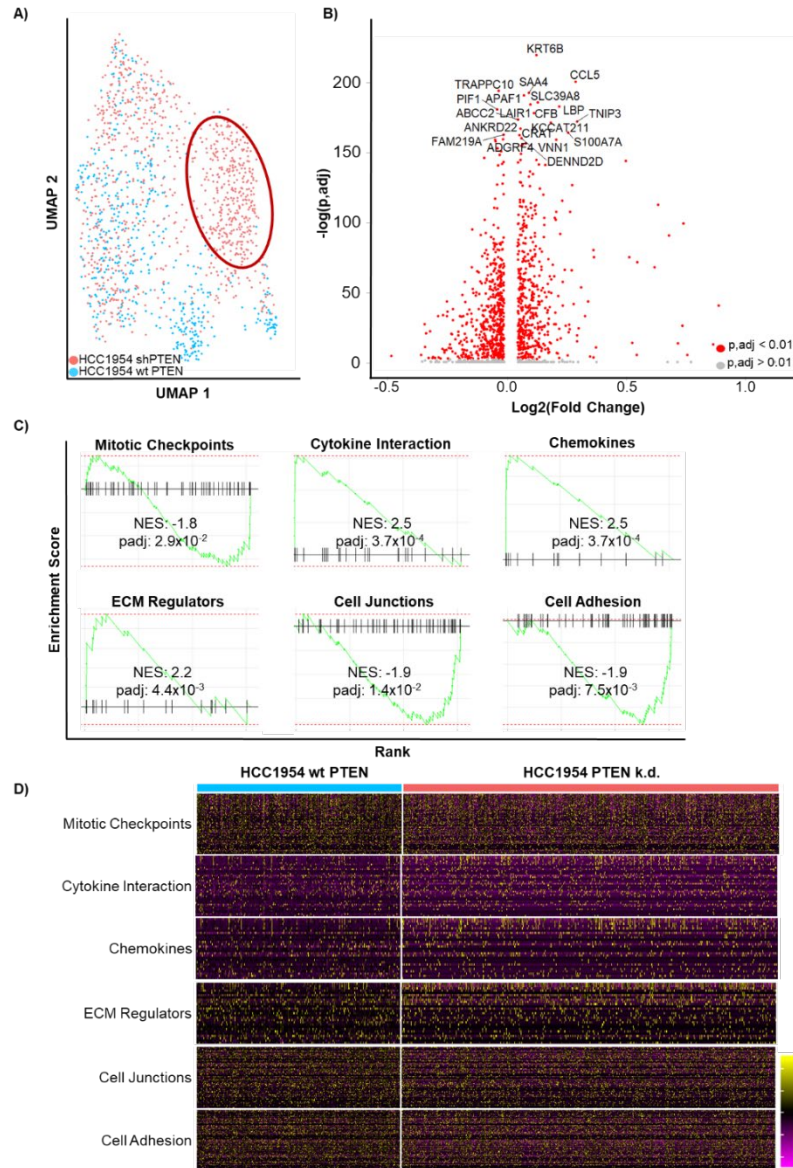 A)
UMAP 2
UMAP 1
HCC1954 shPTEN
HCC1954 wt PTEN
B)
-log(p,adj)
200
150
100
50
0
-0.5
0.0
0.5
1.0
Log2(Fold Change)
KRT6B
CCL5
TRAPPC10
SAA4
PIF1
APAF1
SLC39A8
ABCC2
LAIR1
CFB
LBP
TNIP3
ANKRD22
KCCAT211
CRAT
FAM219A
S100A7A
ADGRF4
VNN1
DENND2D
p,adj < 0.01
p,adj > 0.01
C)
Enrichment Score
Mitotic Checkpoints
NES: -1.8
padj: 2.9x10-2
Cytokine Interaction
NES: 2.5
padj: 3.7x10-4
Chemokines
NES: 2.5
padj: 3.7x10-4
ECM Regulators
NES: 2.2
padj: 4.4x10-3
Cell Junctions
NES: -1.9
padj: 1.4x10-2
Cell Adhesion
NES: -1.9
padj: 7.5x10-3
Rank
D)
HCC1954 wt PTEN
HCC1954 PTEN k.d.
Mitotic Checkpoints
Cytokine Interaction
Chemokines
ECM Regulators
Cell Junctions
Cell Adhesion